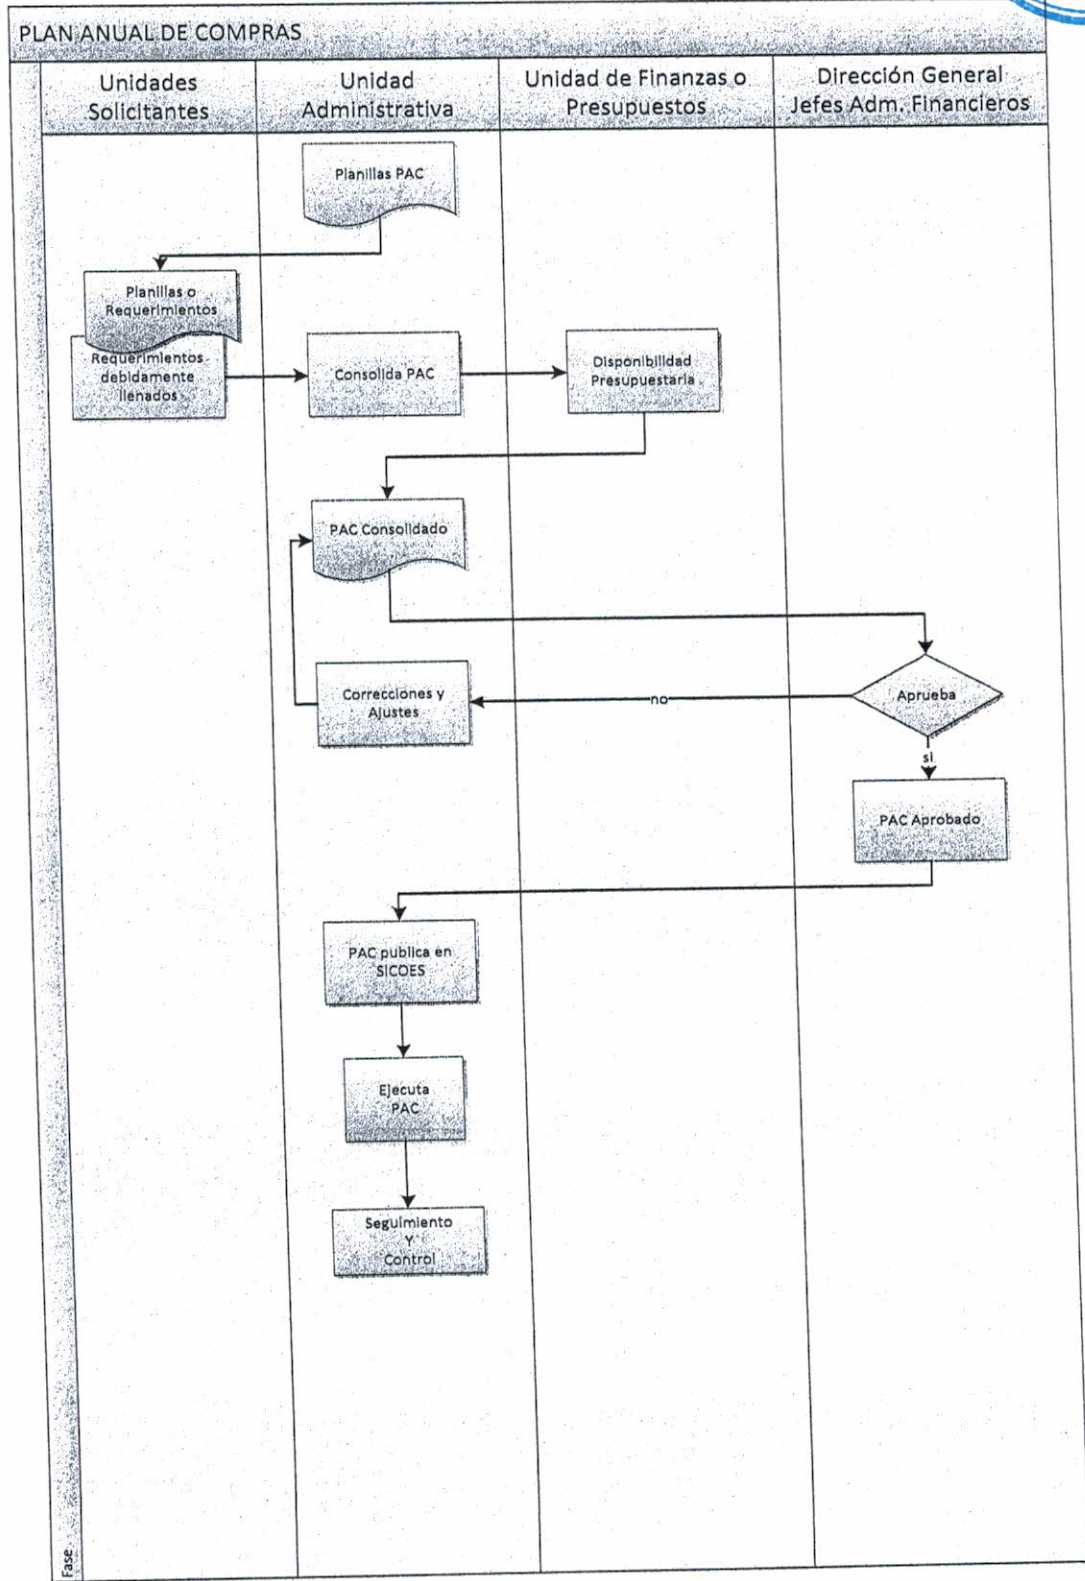 PLAN ANUAL DE COMPRAS
Unidades
Solicitantes
Unidad
Administrativa
Unidad de Finanzas o
Presupuestos
Dirección General
Jefes Adm. Financieros
Planillas PAC
Planillas o
Requerimientos
Requerimientos
debidamente
llenados
Consolida PAC
Disponibilidad
Presupuestaria
PAC Consolidado
Correcciones y
Ajustes
no
Aprueba
si
PAC Aprobado
PAC publica en
SICOES
Ejecuta
PAC
Seguimiento
Y
Control
Fase